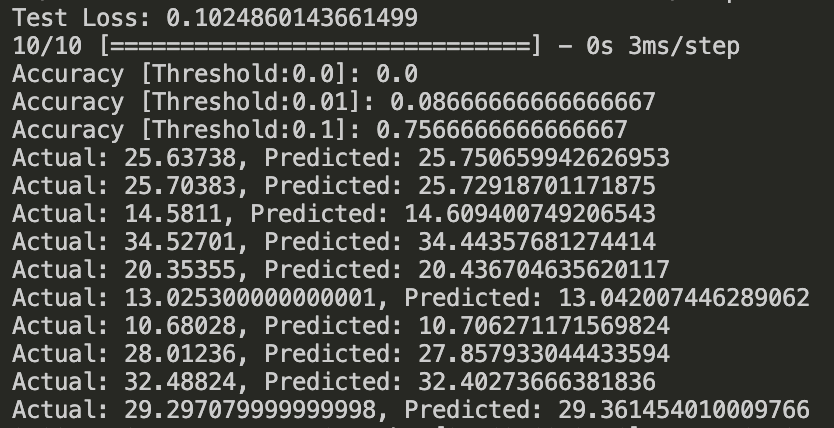 Test Loss: 0.1024860143661499
10/10 [==============================] - 0s 3ms/step
Accuracy [Threshold:0.0]: 0.0
Accuracy [Threshold:0.01]: 0.08666666666666667
Accuracy [Threshold:0.1]: 0.7566666666666667
Actual: 25.63738, Predicted: 25.750659942626953
Actual: 25.70383, Predicted: 25.72918701171875
Actual: 14.5811, Predicted: 14.609400749206543
Actual: 34.52701, Predicted: 34.44357681274414
Actual: 20.35355, Predicted: 20.436704635620117
Actual: 13.025300000000001, Predicted: 13.042007446289062
Actual: 10.68028, Predicted: 10.706271171569824
Actual: 28.01236, Predicted: 27.857933044433594
Actual: 32.48824, Predicted: 32.40273666381836
Actual: 29.297079999999998, Predicted: 29.361454010009766